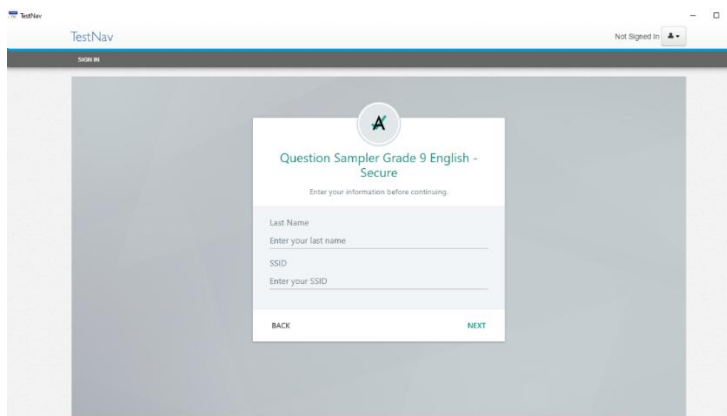 TestNav
TestNav
Not Signed In
SIGN IN
Question Sampler Grade 9 English -
Secure
Enter your information before continuing.
Last Name
Enter your last name
SSID
Enter your SSID
BACK NEXT